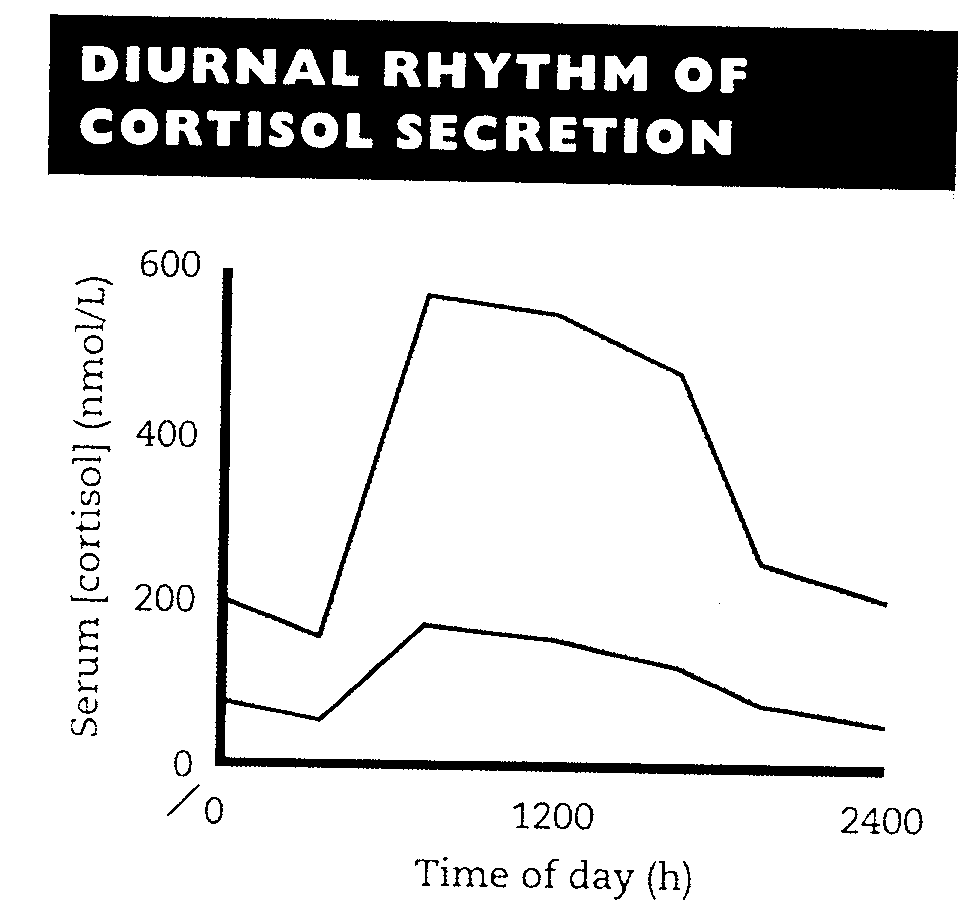 DIURNAL RHYTHM OF
CORTISOL SECRETION
600
400
200
0
Serum [cortisol] (nmol/L)
0
1200
2400
Time of day (h)